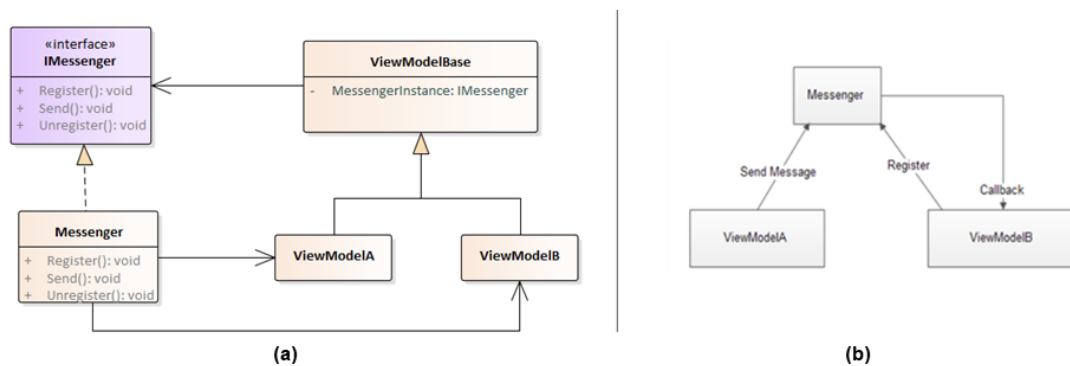 «interface»
IMessenger
+ Register(): void
+ Send(): void
+ Unregister(): void
ViewModelBase
- MessengerInstance: IMessenger
Messenger
+ Register(): void
+ Send(): void
+ Unregister(): void
ViewModelA
ViewModelB
(a)
Messenger
Send Message
Register
Callback
ViewModelA
ViewModelB
(b)